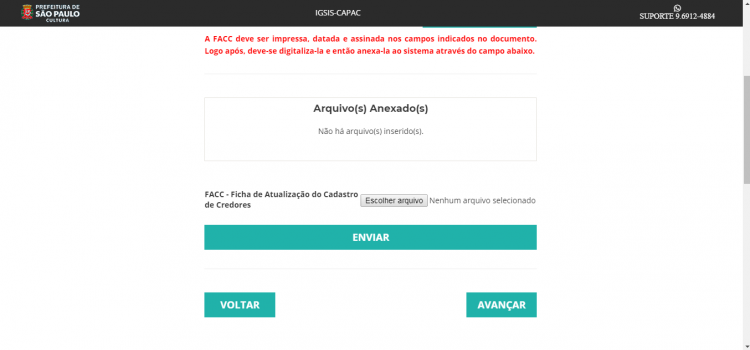 PREFEITURA DE
SÃO PAULO
CULTURA
IGSIS-CAPAC
SUPORTE 9.6912-4884
A FACC deve ser impressa, datada e assinada nos campos indicados no documento.
Logo após, deve-se digitaliza-la e então anexa-la ao sistema através do campo abaixo.
Arquivo(s) Anexado(s)
Não há arquivo(s) inserido(s).
FACC - Ficha de Atualização do Cadastro
de Credores
Escolher arquivo Nenhum arquivo selecionado
ENVIAR
VOLTAR
AVANÇAR